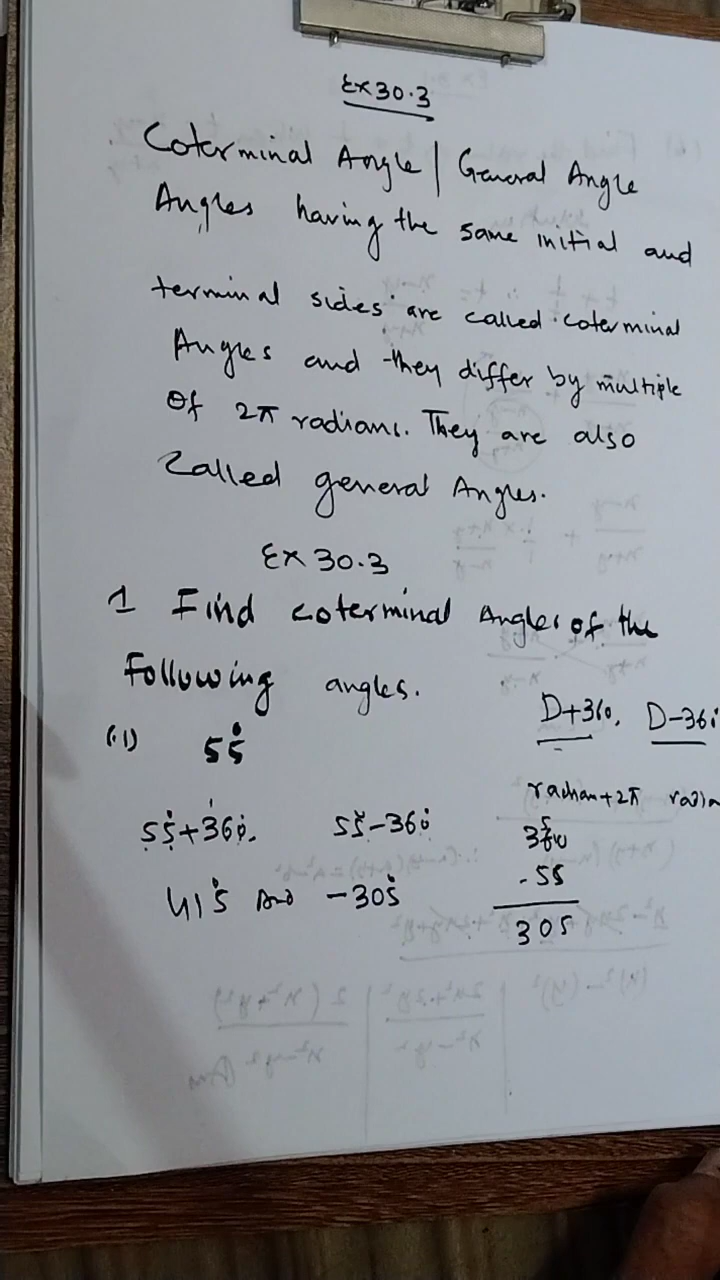 Ex 30.3
Coterminal Angle | General Angle
Angles having the same initial and
terminal sides are called coterminal
Angles and they differ by multiple
of 2π radians. They are also
Called general Angles.
Ex 30.3
1 Find coterminal Angles of the
Following angles.
D+360, D-360
(i) 55°
radian+2π
55°+360°. 55°-360°
360
-55
305
415° And -305°